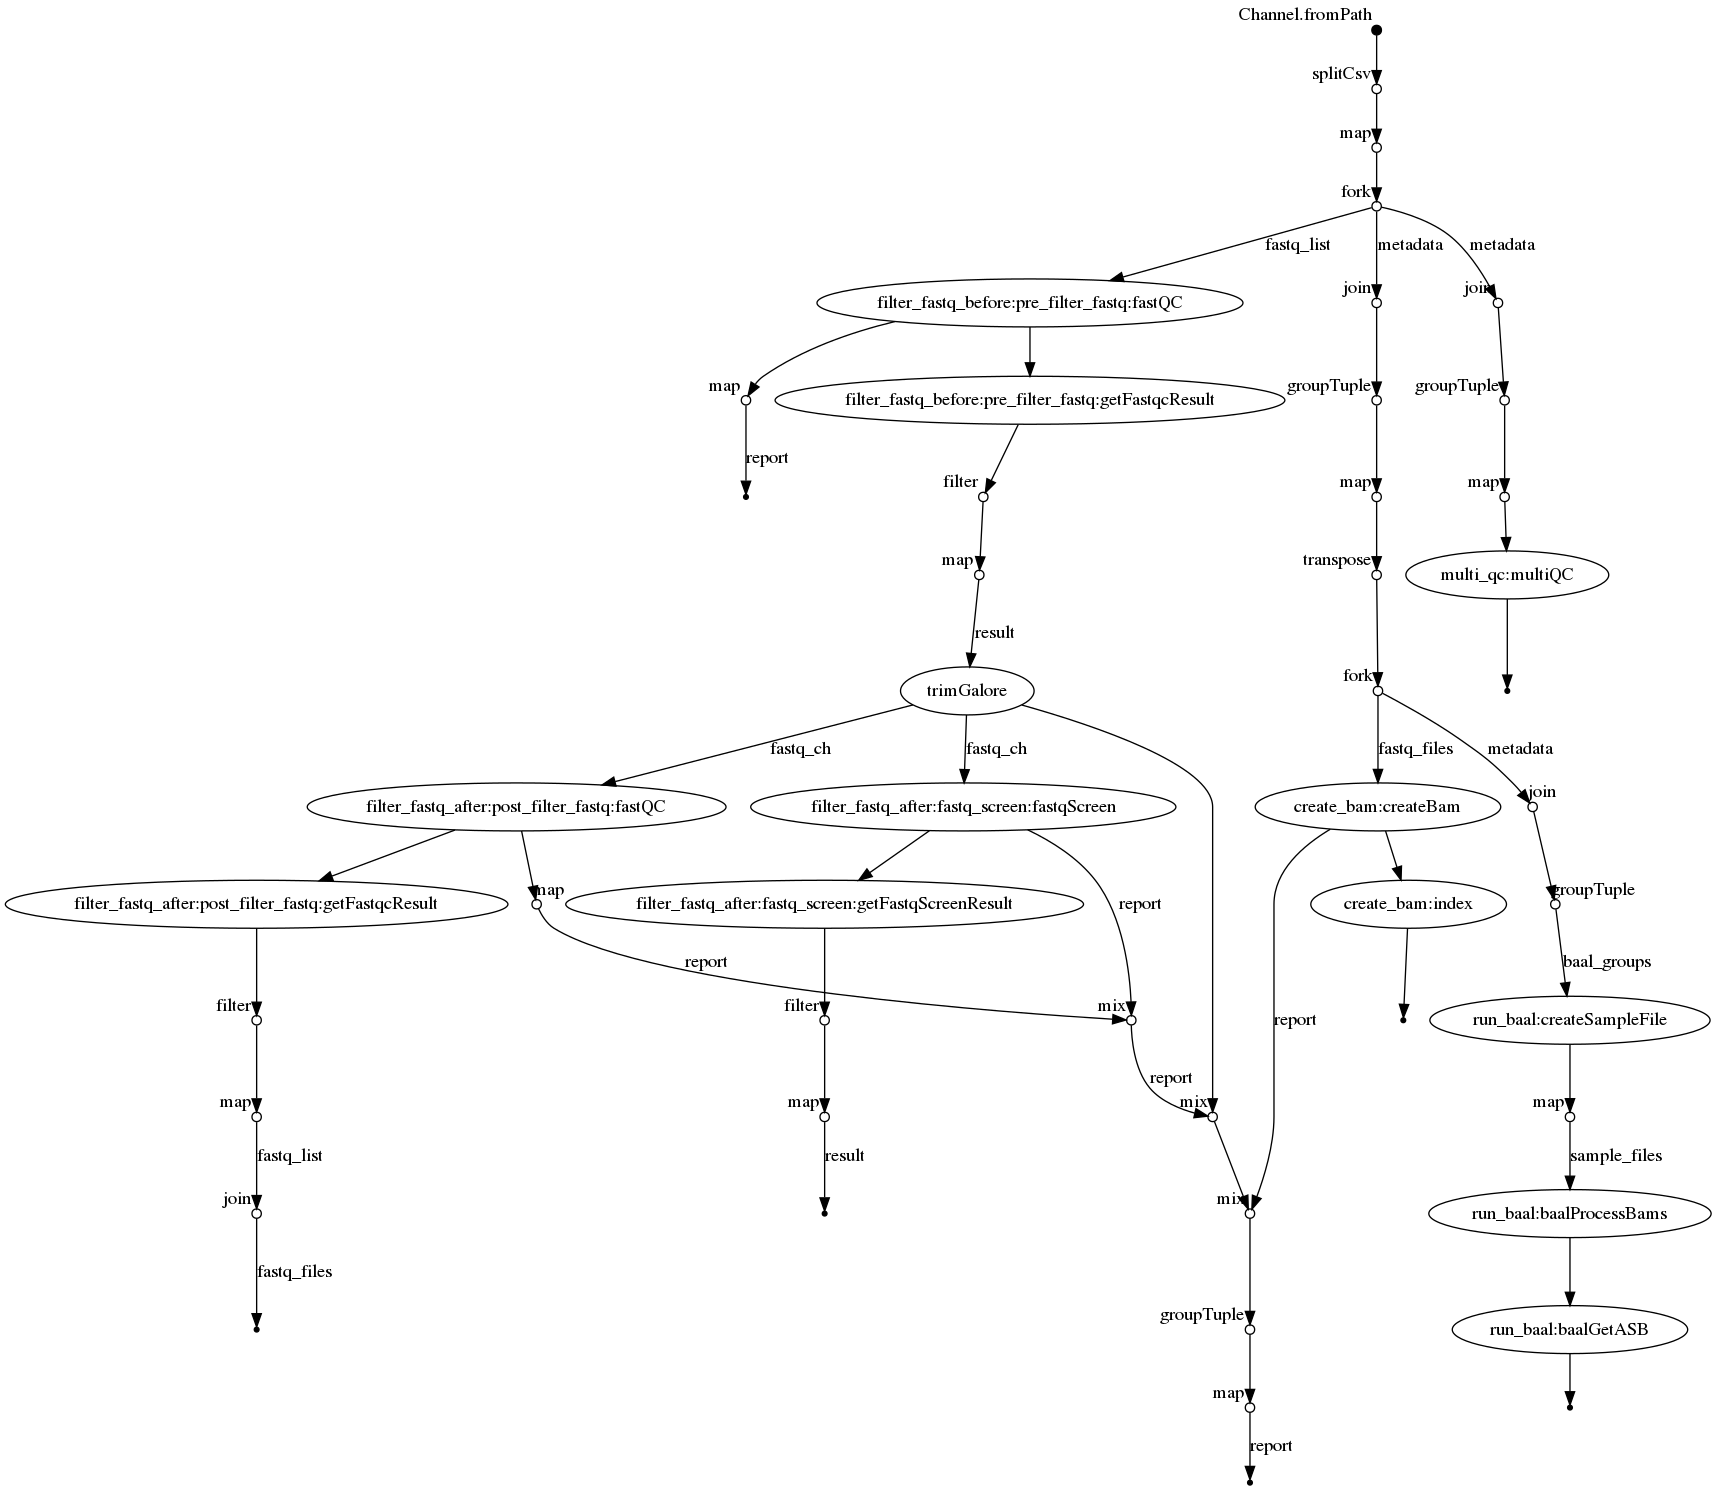 Channel.fromPath
splitCsv
map
fork
fastq_list
metadata
metadata
join
join
filter_fastq_before:pre_filter_fastq:fastQC
map
filter_fastq_before:pre_filter_fastq:getFastqcResult
groupTuple
groupTuple
report
filter
map
map
map
transpose
multi_qc:multiQC
result
fork
trimGalore
fastq_ch
fastq_ch
fastq_files
metadata
filter_fastq_after:post_filter_fastq:fastQC
filter_fastq_after:fastq_screen:fastqScreen
create_bam:createBam
join
filter_fastq_after:post_filter_fastq:getFastqcResult
map
filter_fastq_after:fastq_screen:getFastqScreenResult
report
create_bam:index
groupTuple
report
baal_groups
filter
filter
mix
report
run_baal:createSampleFile
report
map
map
mix
map
fastq_list
result
sample_files
join
mix
run_baal:baalProcessBams
fastq_files
groupTuple
run_baal:baalGetASB
map
report